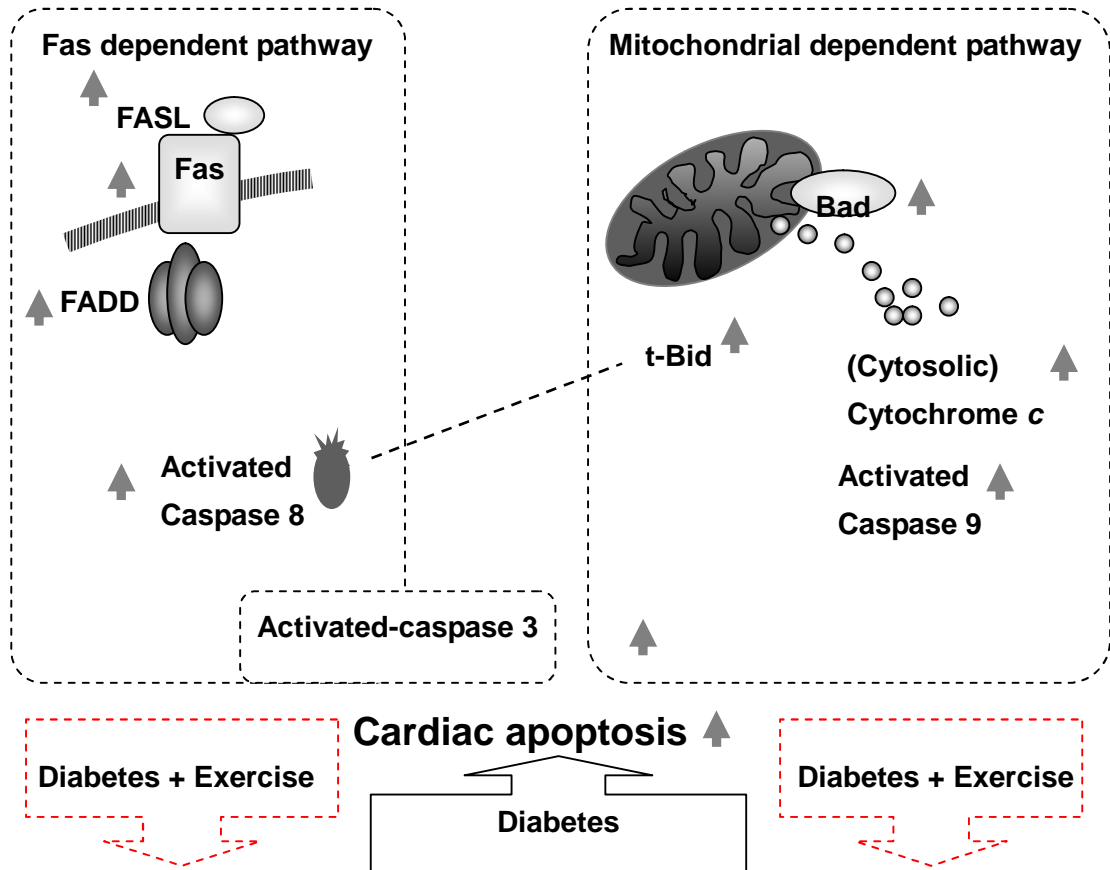 Fas dependent pathway
FASL
Fas
FADD
Activated
Caspase 8
Mitochondrial dependent pathway
Bad
t-Bid
(Cytosolic)
Cytochrome c
Activated
Caspase 9
Activated-caspase 3
Cardiac apoptosis
Diabetes + Exercise
Diabetes
Diabetes + Exercise